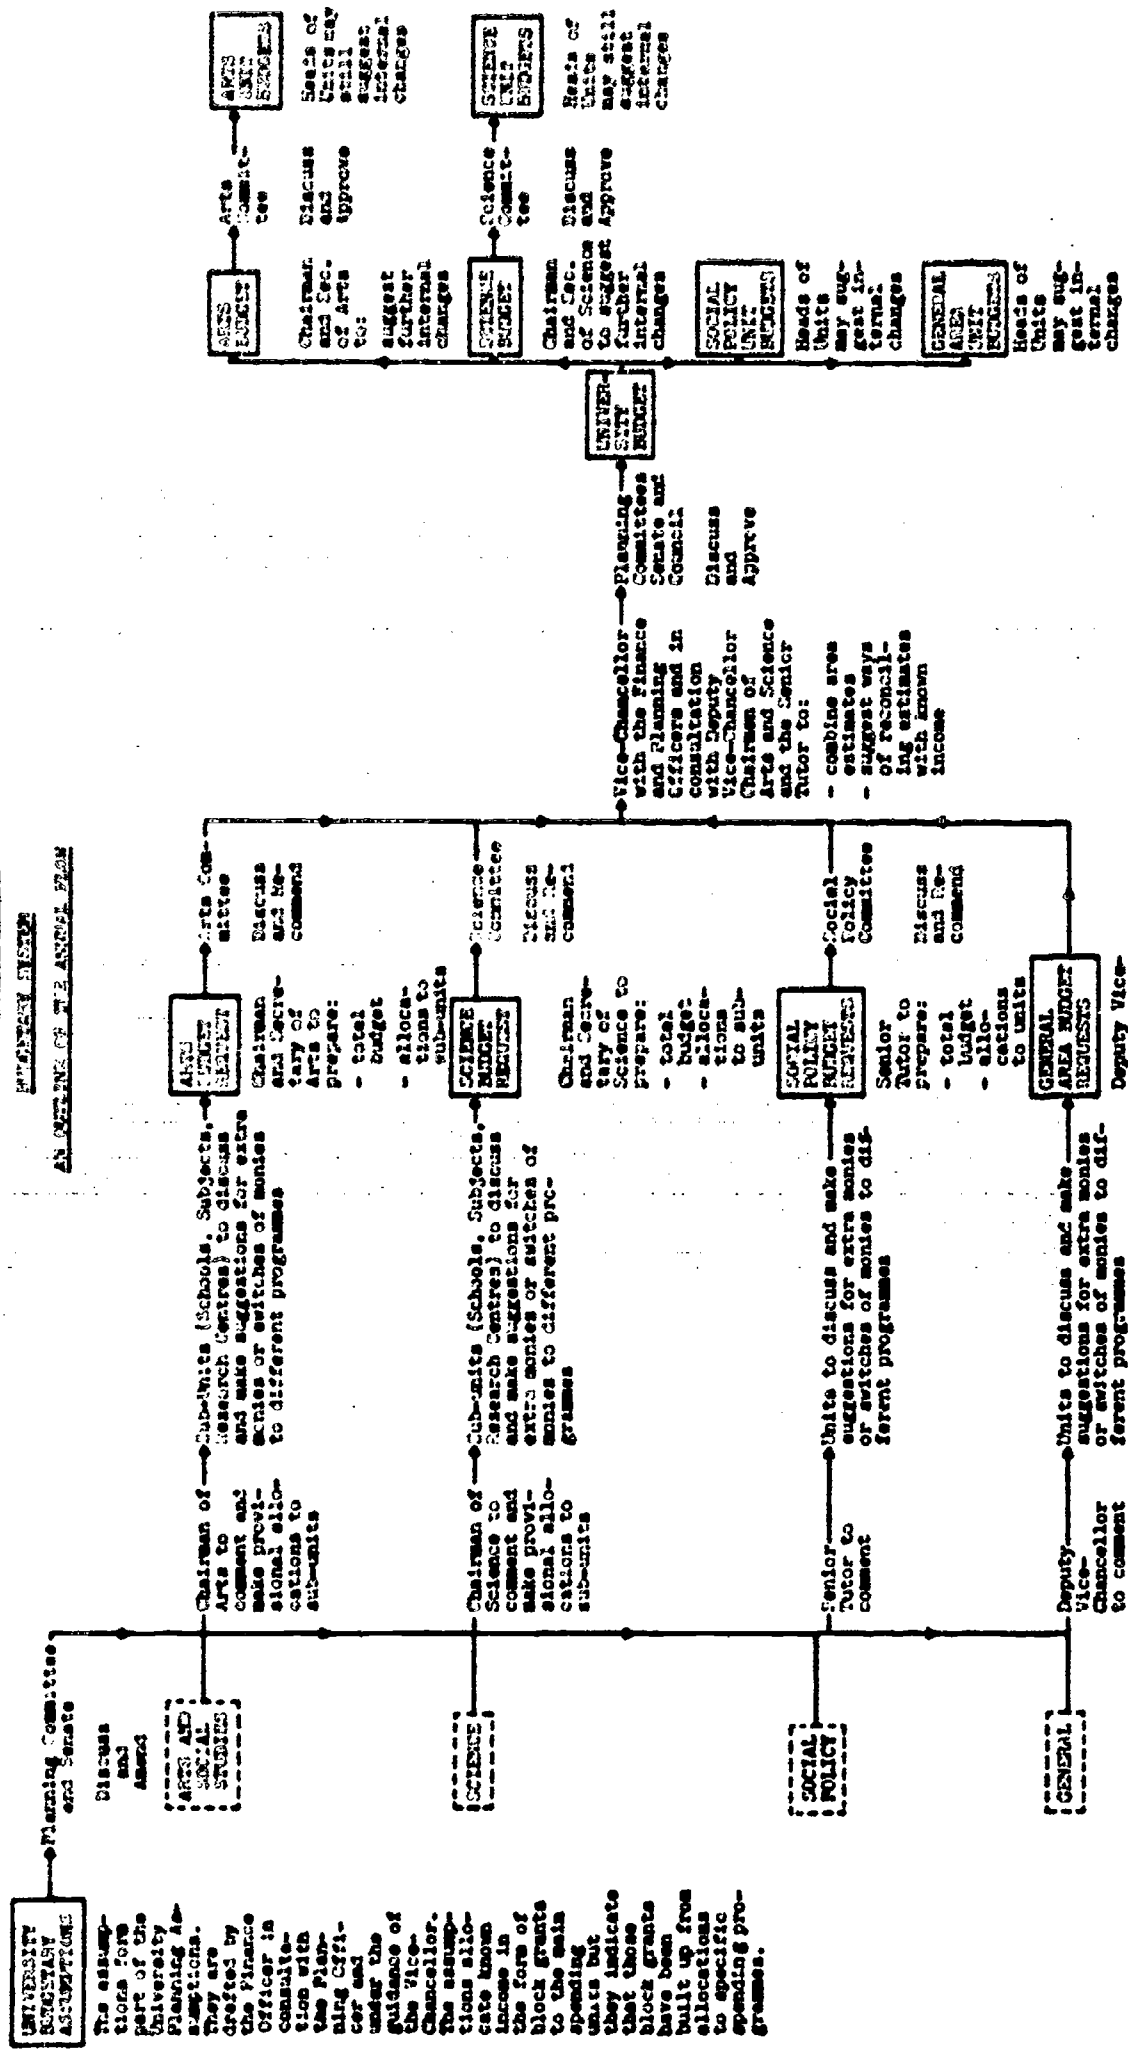 BUDGETARY SYSTEM
AN OUTLINE OF THE ANNUAL FLOW
UNIVERSITY
BUDGETARY
ASSUMPTIONS
The assump-
tions form
part of the
University
Planning As-
sumptions.
They are
drafted by
the Finance
Officer in
consulta-
tion with
the Plan-
ning Offi-
cer and
under the
guidance of
the Vice-
Chancellor.
The assump-
tions allo-
cate known
income in
the form of
block grants
to the main
spending
units but
they indicate
that those
block grants
have been
built up from
allocations
to specific
spending pro-
grammes.
Planning Committee
and Senate
Discuss
and
Amend
ARTS AND
SOCIAL
STUDIES
SCIENCE
SOCIAL
POLICY
GENERAL
Chairman of
Arts to
comment and
make provi-
sional allo-
cations to
sub-units
Chairman of
Science to
comment and
make provi-
sional allo-
cations to
sub-units
Senior
Tutor to
comment
Deputy
Vice-
Chancellor
to comment
Sub-Units (Schools, Subjects,
Research Centres) to discuss
and make suggestions for extra
monies or switches of monies
to different programmes
Sub-units (Schools, Subjects,
Research Centres) to discuss
and make suggestions for
extra monies or switches of
monies to different pro-
grammes
Units to discuss and make
suggestions for extra monies
or switches of monies to dif-
ferent programmes
Units to discuss and make
suggestions for extra monies
or switches of monies to dif-
ferent programmes
ARTS
BUDGET
REQUEST
Chairman
and Secre-
tary of
Arts to
prepare:
- total
budget
- alloca-
tions to
sub-units
SCIENCE
BUDGET
REQUEST
Chairman
and Secre-
tary of
Science to
prepare:
- total
budget
- alloca-
tions
to sub-
units
SOCIAL
POLICY
BUDGET
REQUESTS
Senior
Tutor to
prepare:
- total
budget
- allo-
cations
to units
GENERAL
AREA BUDGET
REQUESTS
Deputy Vice-
Arts Com-
mittee
Discuss
and Re-
commend
Science
Committee
Discuss
and Re-
commend
Social
Policy
Committee
Discuss
and Re-
commend
Vice-Chancellor
with the Finance
and Planning
Officers and in
consultation
with Deputy
Vice-Chancellor
Chairmen of
Arts and Science
and the Senior
Tutor to:
- combine area
estimates
- suggest ways
of reconcil-
ing estimates
with known
income
Planning
Committees
Senate and
Council
Discuss
and
Approve
UNIVER-
SITY
BUDGET
ARTS
BUDGET
Chairman
and Sec.
of Arts
to:
suggest
further
internal
changes
SCIENCE
BUDGET
Chairman
and Sec.
of Science
to suggest
further
internal
changes
SOCIAL
POLICY
UNIT
BUDGETS
Heads of
Units
may sug-
gest in-
ternal
changes
GENERAL
AREA
UNIT
BUDGETS
Heads of
Units
may sug-
gest in-
ternal
changes
Arts
Commit-
tee
Discuss
and
Approve
Science
Commit-
tee
Discuss
and
Approve
ARTS
UNIT
BUDGETS
Heads of
Units may
still
suggest
internal
changes
SCIENCE
UNIT
BUDGETS
Heads of
Units
may still
suggest
internal
changes